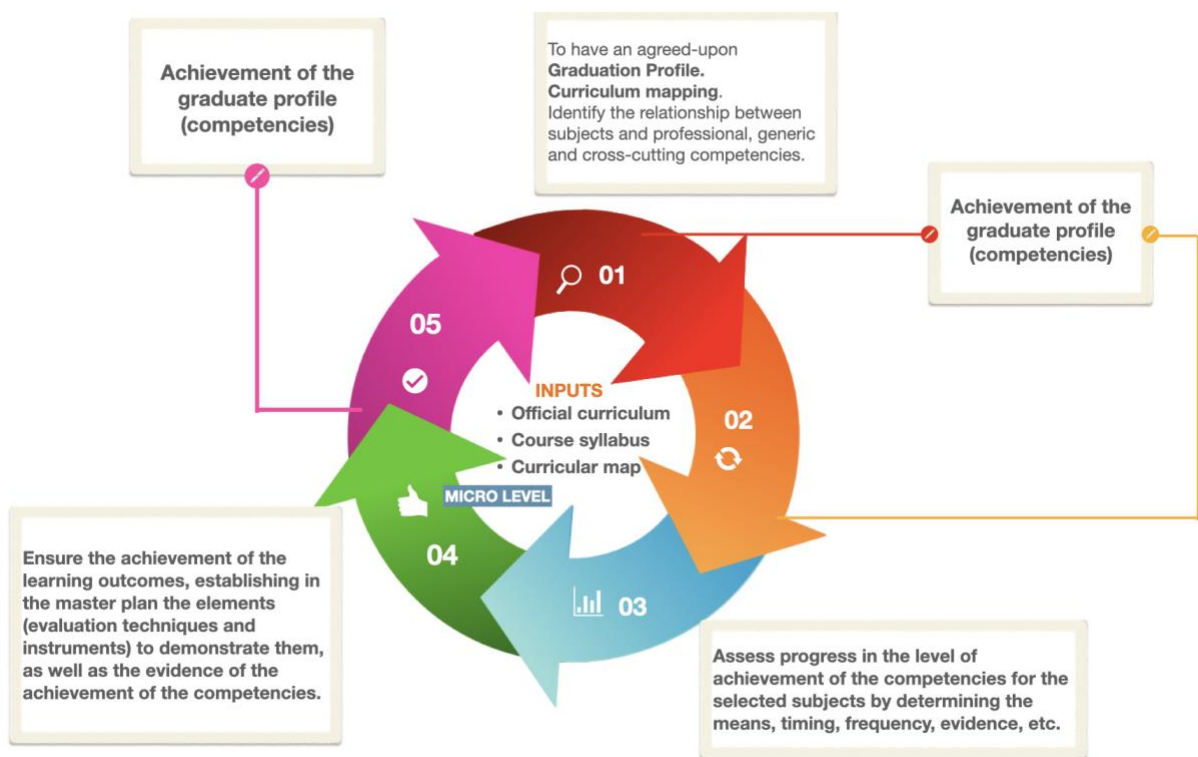 Achievement of the
graduate profile
(competencies)
To have an agreed-upon
Graduation Profile.
Curriculum mapping.
Identify the relationship between
subjects and professional, generic
and cross-cutting competencies.
Achievement of the
graduate profile
(competencies)
01
05
02
INPUTS
• Official curriculum
• Course syllabus
• Curricular map
MICRO LEVEL
04
03
Ensure the achievement of the
learning outcomes, establishing in
the master plan the elements
(evaluation techniques and
instruments) to demonstrate them,
as well as the evidence of the
achievement of the competencies.
Assess progress in the level of
achievement of the competencies for the
selected subjects by determining the
means, timing, frequency, evidence, etc.